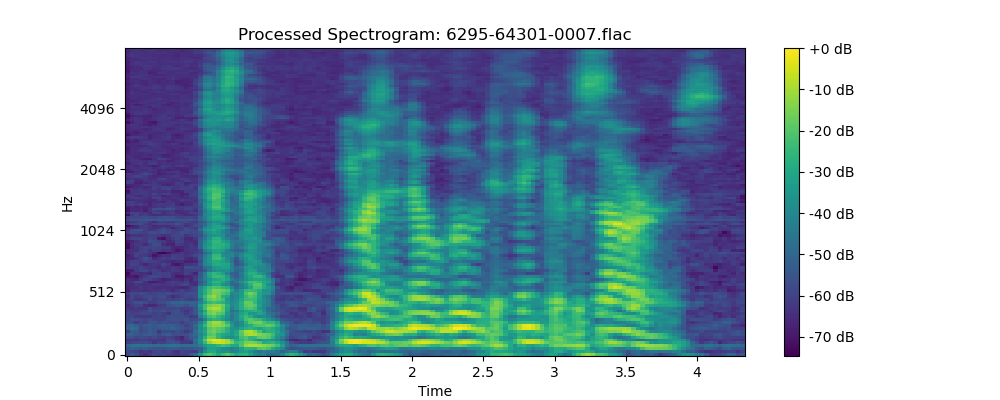 Processed Spectrogram: 6295-64301-0007.flac
Hz
4096
2048
1024
512
0
0 0.5 1 1.5 2 2.5 3 3.5 4
Time
+0 dB
-10 dB
-20 dB
-30 dB
-40 dB
-50 dB
-60 dB
-70 dB